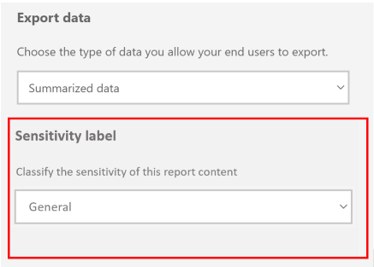 Export data
Choose the type of data you allow your end users to export.
Summarized data
Sensitivity label
Classify the sensitivity of this report content
General